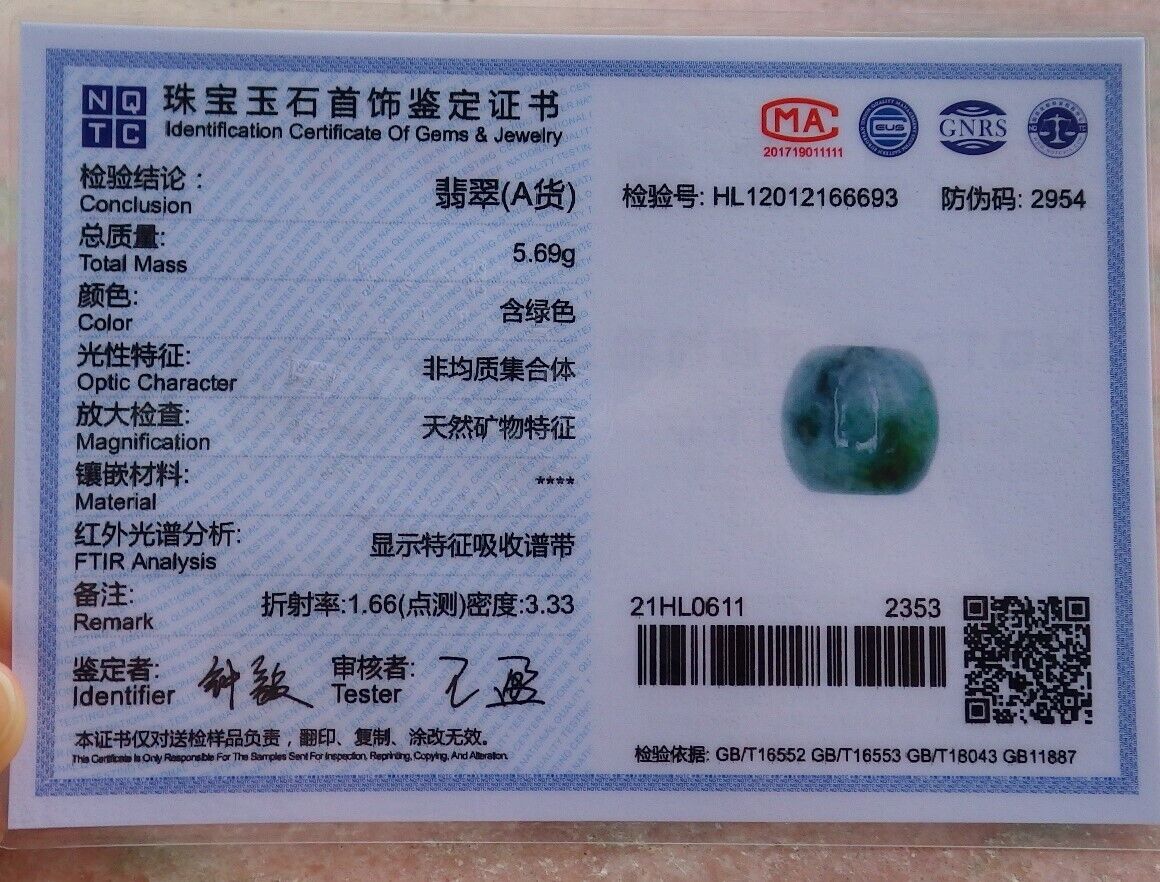 NQ
TC
珠宝玉石首饰鉴定证书
Identification Certificate Of Gems & Jewelry
检验结论：
Conclusion
翡翠(A货)
总质量:
Total Mass
5.69g
颜色:
Color
含绿色
光性特征:
Optic Character
非均质集合体
放大检查:
Magnification
天然矿物特征
镶嵌材料:
Material
****
红外光谱分析:
FTIR Analysis
显示特征吸收谱带
备注:
Remark
折射率:1.66(点测)密度:3.33
鉴定者:
Identifier
审核者:
Tester
本证书仅对送检样品负责，翻印、复制、涂改无效。
This Certificate is Only Responsible For The Samples Sent For Inspection, Reprinting, Copying, And Alteration.
MA
201719011111
GNRS
检验号: HL12012166693
防伪码: 2954
21HL0611
2353
检验依据: GB/T16552 GB/T16553 GB/T18043 GB11887